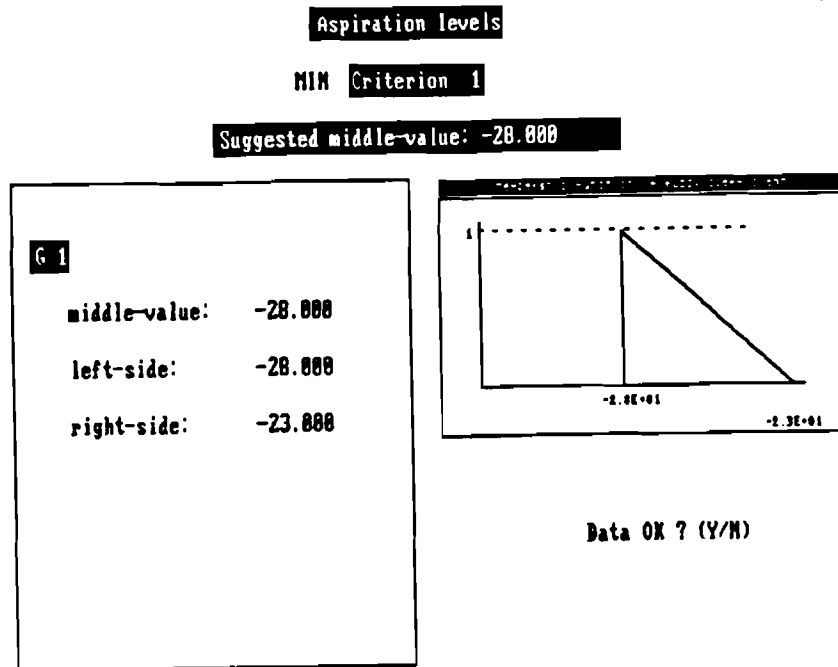 Aspiration levels
MIN Criterion 1
Suggested middle-value: -28.000
G 1
middle-value: -28.000
left-side: -28.000
right-side: -23.000
1
-2.8E+01
-2.3E+01
Data OK ? (Y/N)